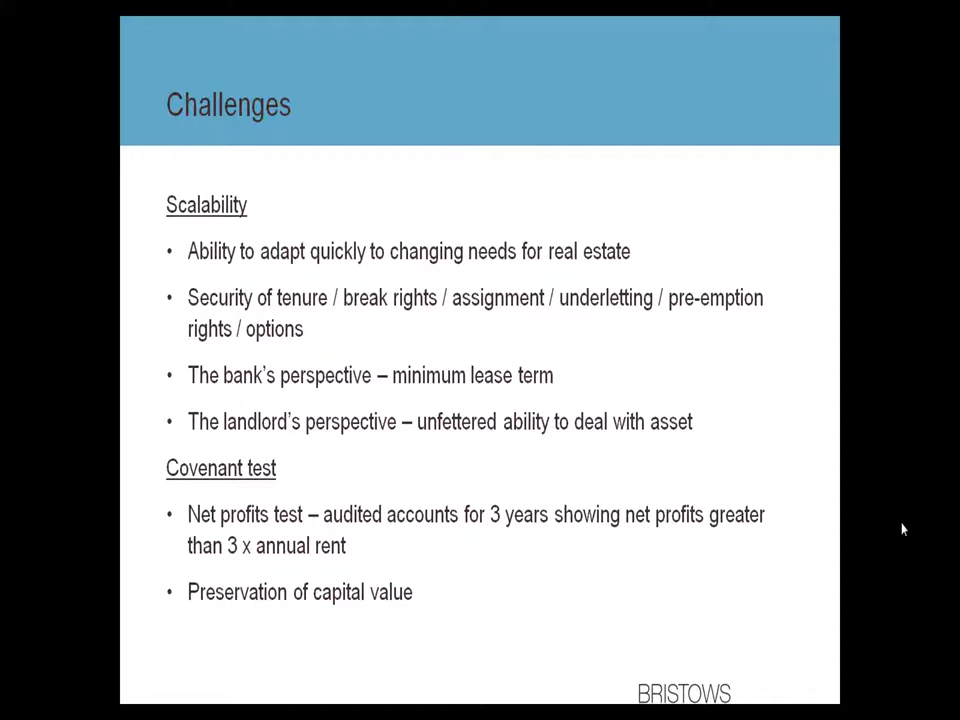 Challenges
Scalability
• Ability to adapt quickly to changing needs for real estate
• Security of tenure / break rights / assignment / underletting / pre-emption
rights / options
• The bank’s perspective – minimum lease term
• The landlord’s perspective – unfettered ability to deal with asset
Covenant test
• Net profits test – audited accounts for 3 years showing net profits greater
than 3 x annual rent
• Preservation of capital value
BRISTOWS